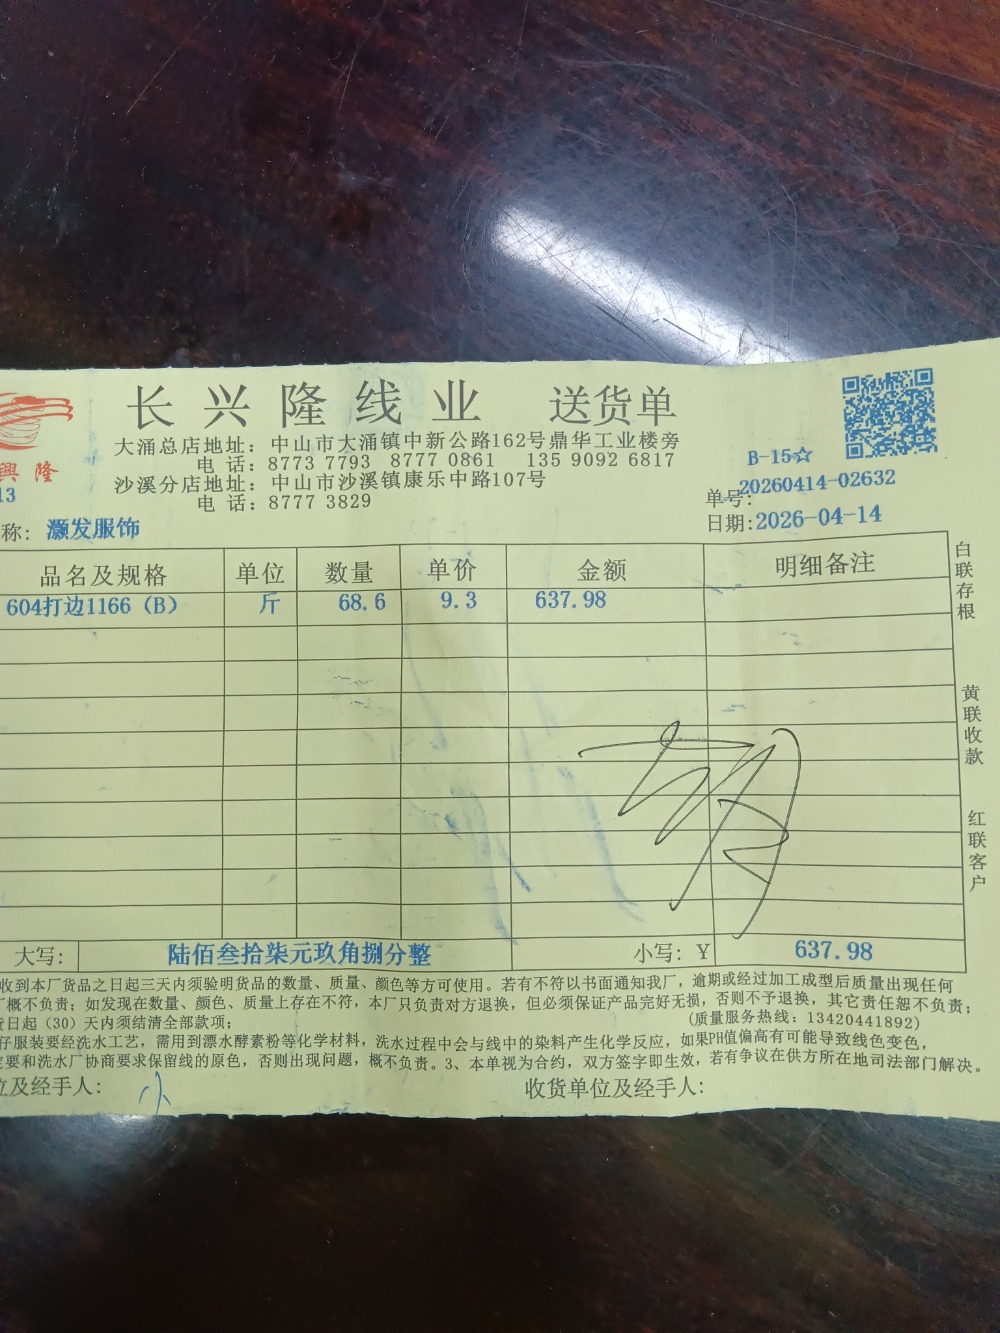 长兴隆线业 送货单
興隆
大涌总店地址：中山市大涌镇中新公路162号鼎华工业楼旁
电 话：8773 7793 8777 0861 135 9092 6817
沙溪分店地址：中山市沙溪镇康乐中路107号
电 话：8777 3829
B-15☆
13
单号：20260414-02632
称：灏发服饰
日期：2026-04-14
品名及规格 单位 数量 单价 金额 明细备注
604打边1166（B） 斤 68.6 9.3 637.98
白联存根
黄联收款
红联客户
大写：陆佰叁拾柒元玖角捌分整 小写：￥ 637.98
收到本厂货品之日起三天内须验明货品的数量、质量、颜色等方可使用。若有不符以书面通知我厂，逾期或经过加工成型后质量出现任何
概不负责；如发现在数量、颜色、质量上存在不符，本厂只负责对方退换，但必须保证产品完好无损，否则不予退换，其它责任恕不负责；
日起（30）天内须结清全部款项； (质量服务热线：13420441892)
仔服装要经洗水工艺，需用到漂水酵素粉等化学材料，洗水过程中会与线中的染料产生化学反应，如果PH值偏高有可能导致线色变色，
要和洗水厂协商要求保留线的原色，否则出现问题，概不负责。3、本单视为合约，双方签字即生效，若有争议在供方所在地司法部门解决。
位及经手人： 收货单位及经手人：